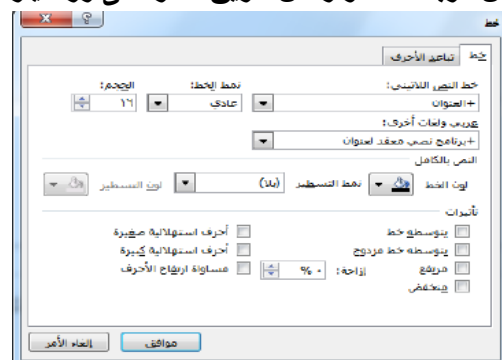 خط
خط تباعد الأحرف
خط النص اللاتيني: نمط الخط: الحجم:
+العنوان عادي ١٦
عربي ولغات أخرى:
+برنامج نصي معقد لعنوان
النص بالكامل
لون الخط نمط التسطير (بلا) لون التسطير
تأثيرات
يتوسطه خط أحرف استهلالية صغيرة
يتوسطه خط مزدوج أحرف استهلالية كبيرة
مرتفع إزاحة: ٠ % مساواة ارتفاع الأحرف
منخفض
موافق إلغاء الأمر